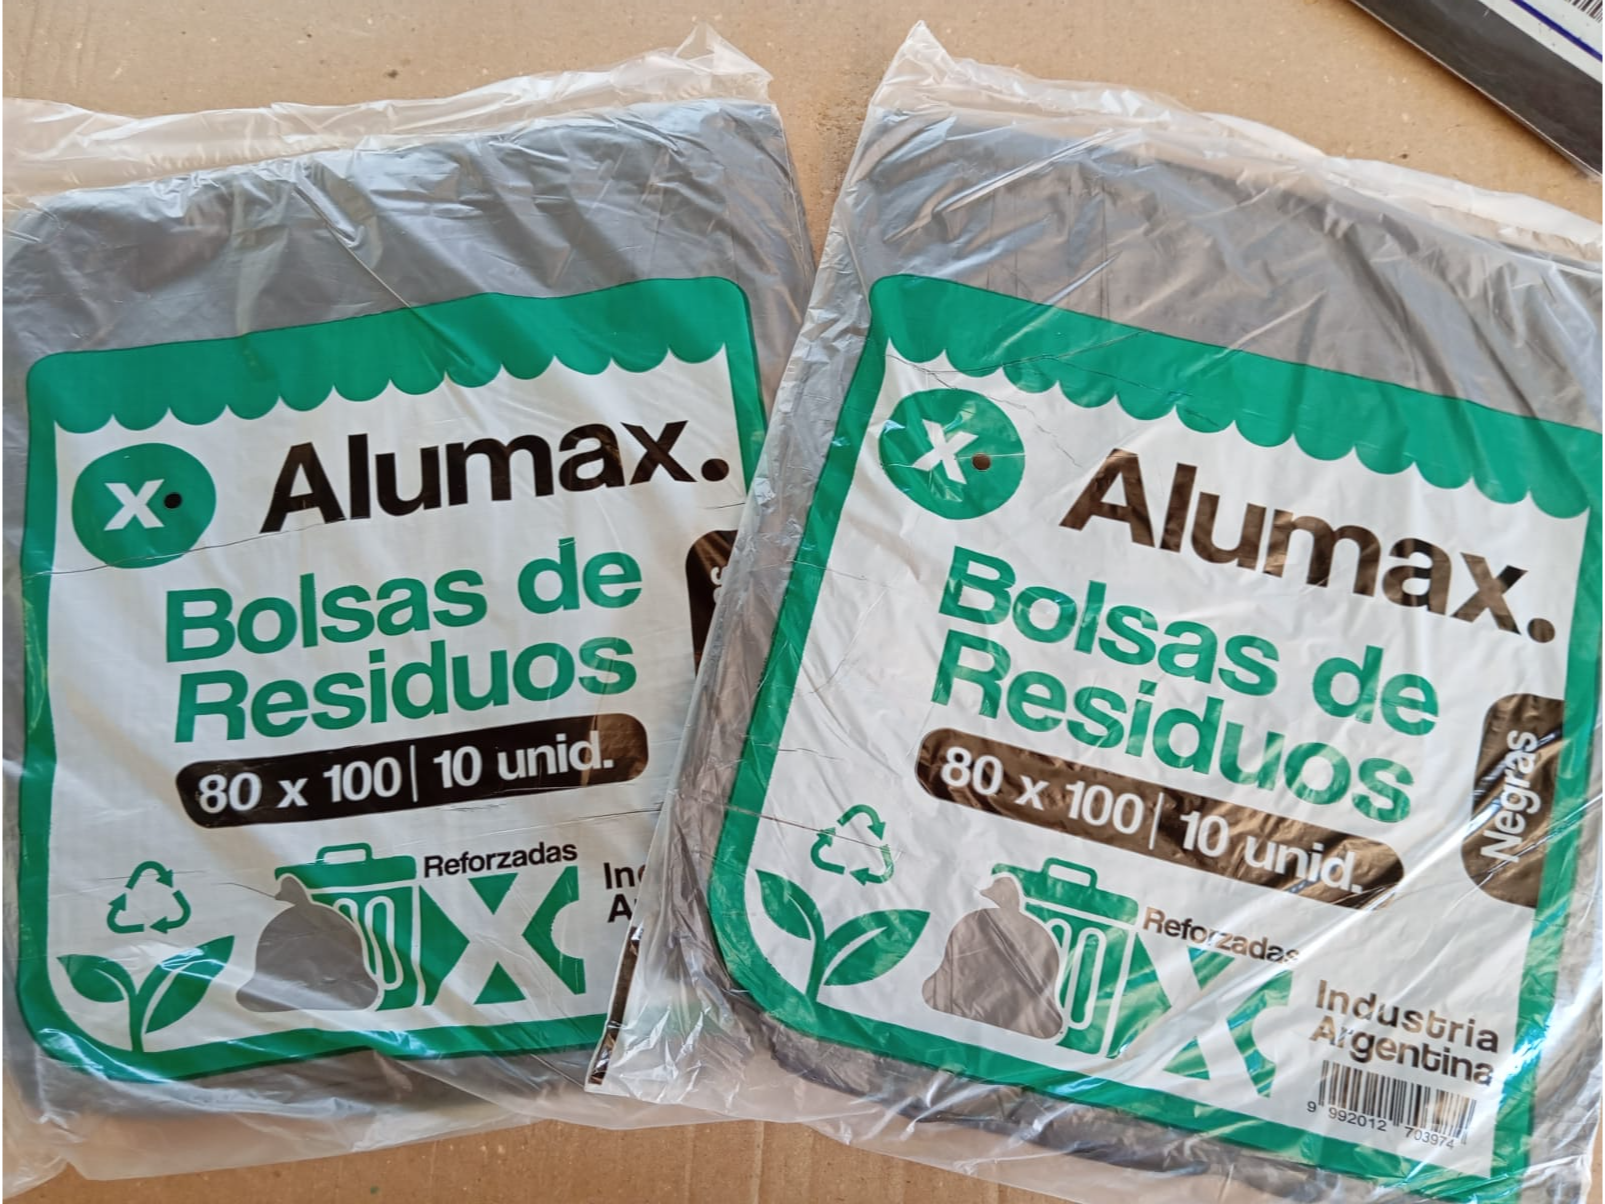 x.
Alumax.
Bolsas de
Residuos
80 x 100 | 10 unid.
Reforzadas
x.
Alumax.
Bolsas de
Residuos
80 x 100 | 10 unid.
Negras
Reforzadas
Industria
Argentina
9 992012 703974